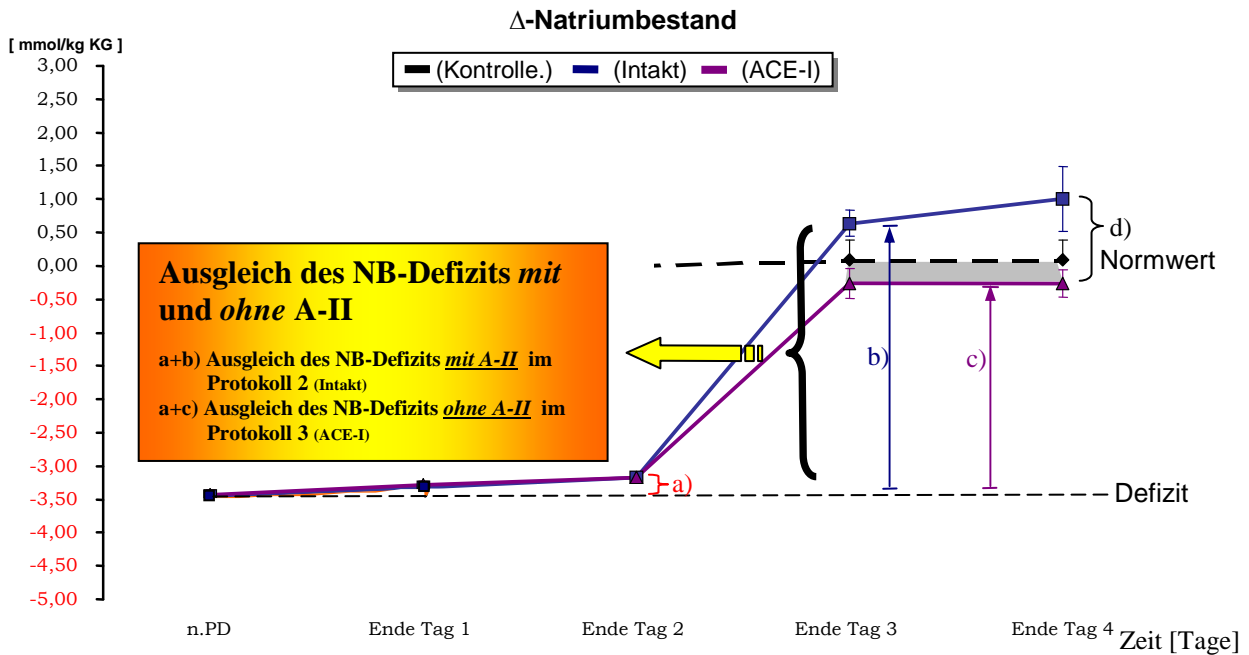 Δ-Natriumbestand
[ mmol/kg KG ]
(Kontrolle.) (Intakt) (ACE-I)
3,00
2,50
2,00
1,50
1,00
0,50
0,00
-0,50
-1,00
-1,50
-2,00
-2,50
-3,00
-3,50
-4,00
-4,50
-5,00
Ausgleich des NB-Defizits mit
und ohne A-II
a+b) Ausgleich des NB-Defizits mit A-II im
Protokoll 2 (Intakt)
a+c) Ausgleich des NB-Defizits ohne A-II im
Protokoll 3 (ACE-I)
a)
b)
c)
d)
Normwert
Defizit
n.PD Ende Tag 1 Ende Tag 2 Ende Tag 3 Ende Tag 4
Zeit [Tage]